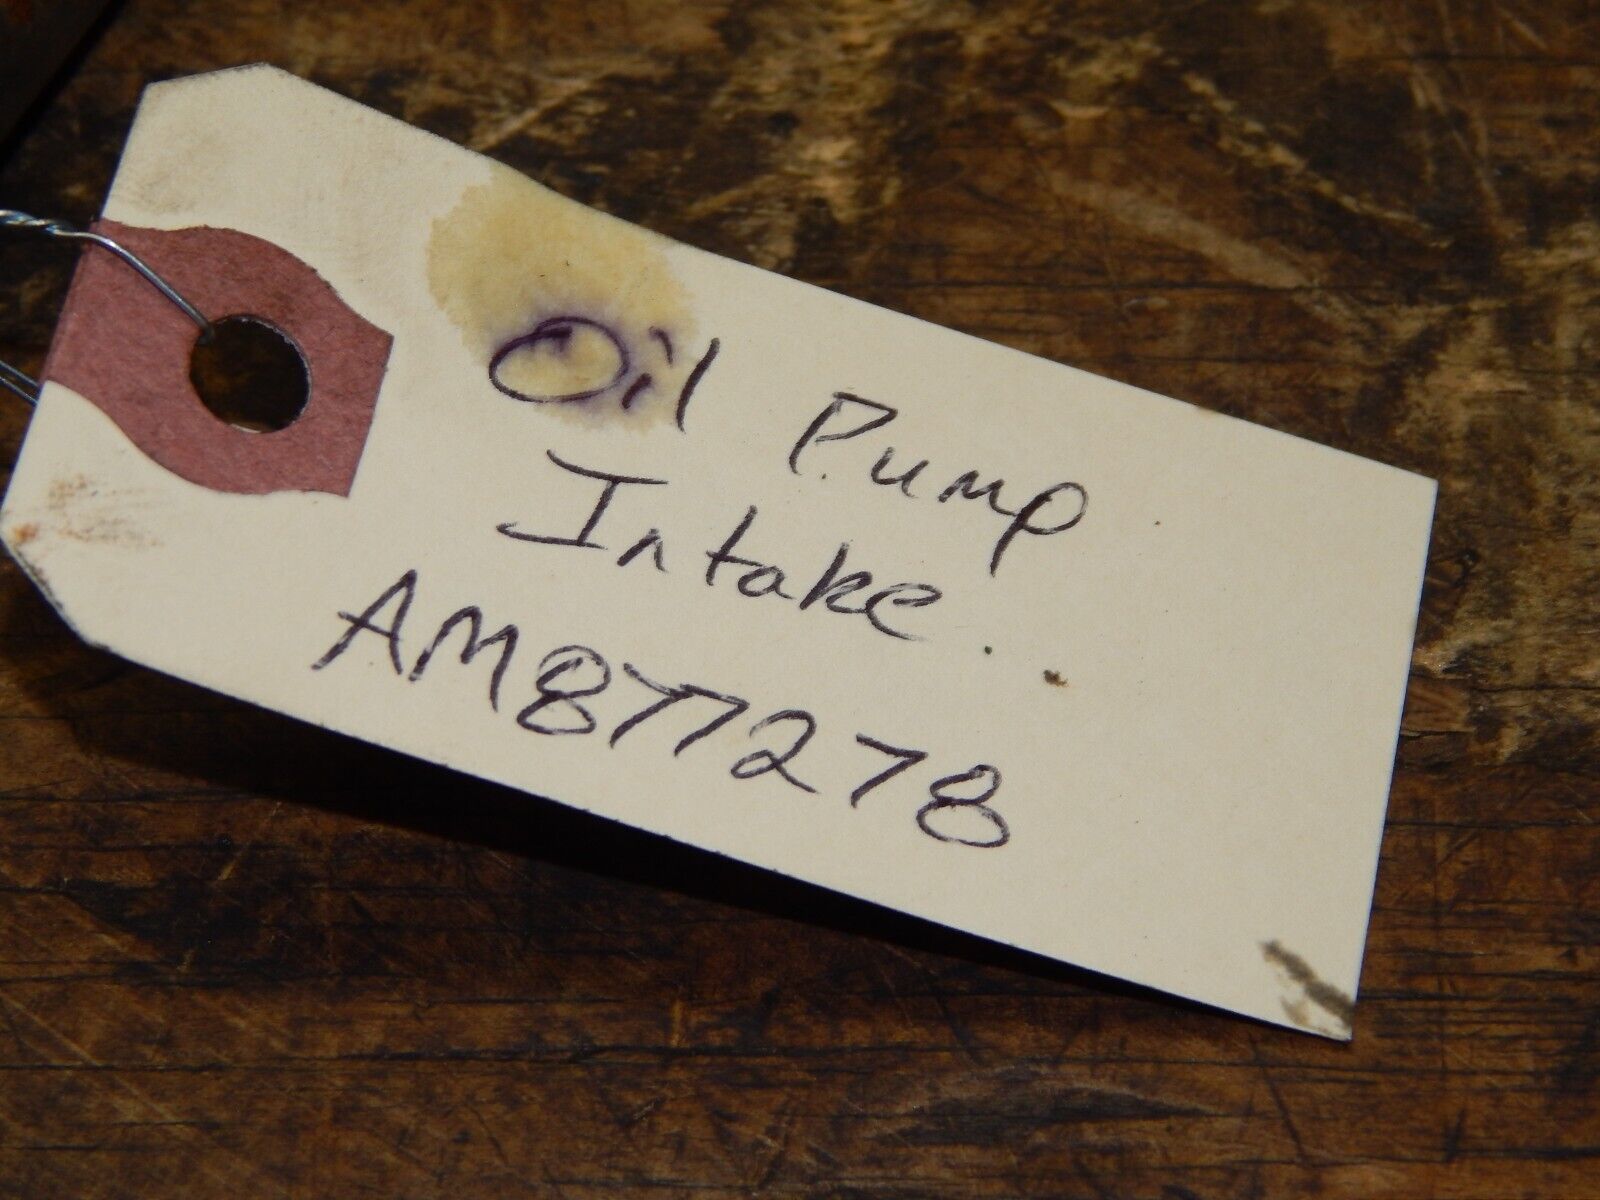 Oil Pump
Intake..
AM877278